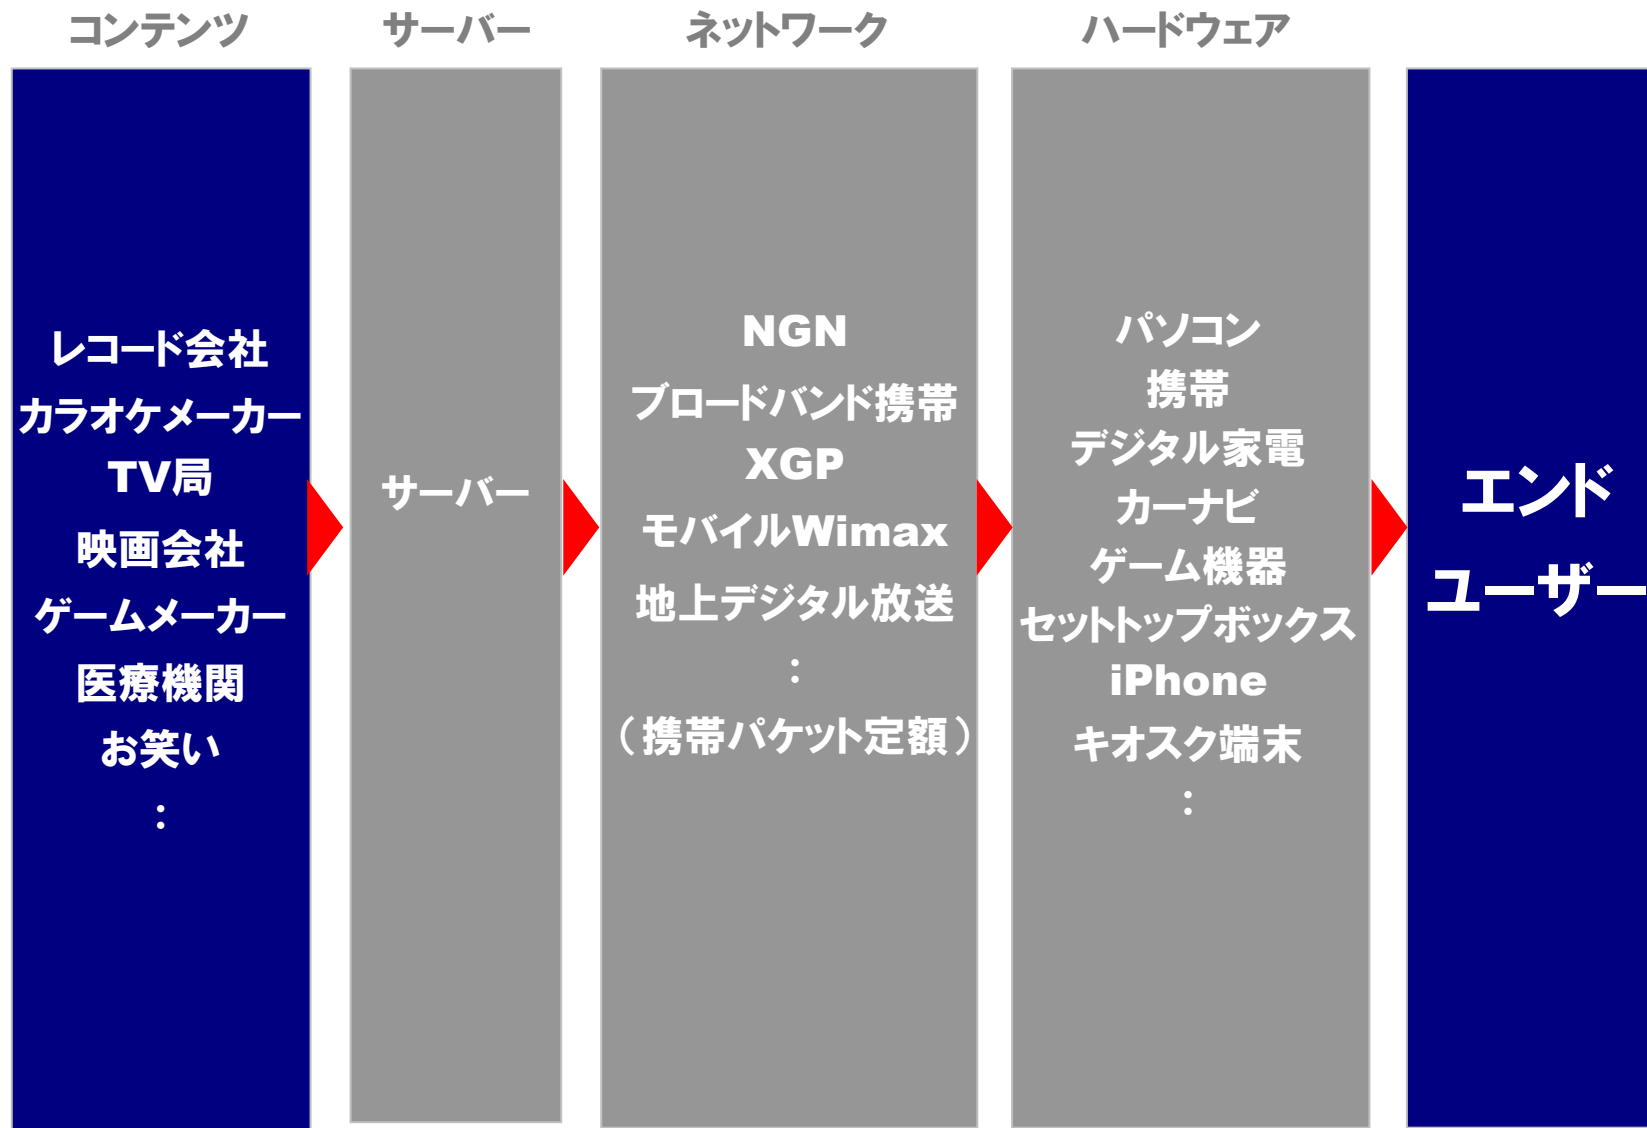 コンテンツ
サーバー
ネットワーク
ハードウェア
レコード会社
カラオケメーカー
TV局
映画会社
ゲームメーカー
医療機関
お笑い
:
サーバー
NGN
ブロードバンド携帯
XGP
モバイルWimax
地上デジタル放送
:
(携帯パケット定額)
パソコン
携帯
デジタル家電
カーナビ
ゲーム機器
セットトップボックス
iPhone
キオスク端末
:
エンド
ユーザー